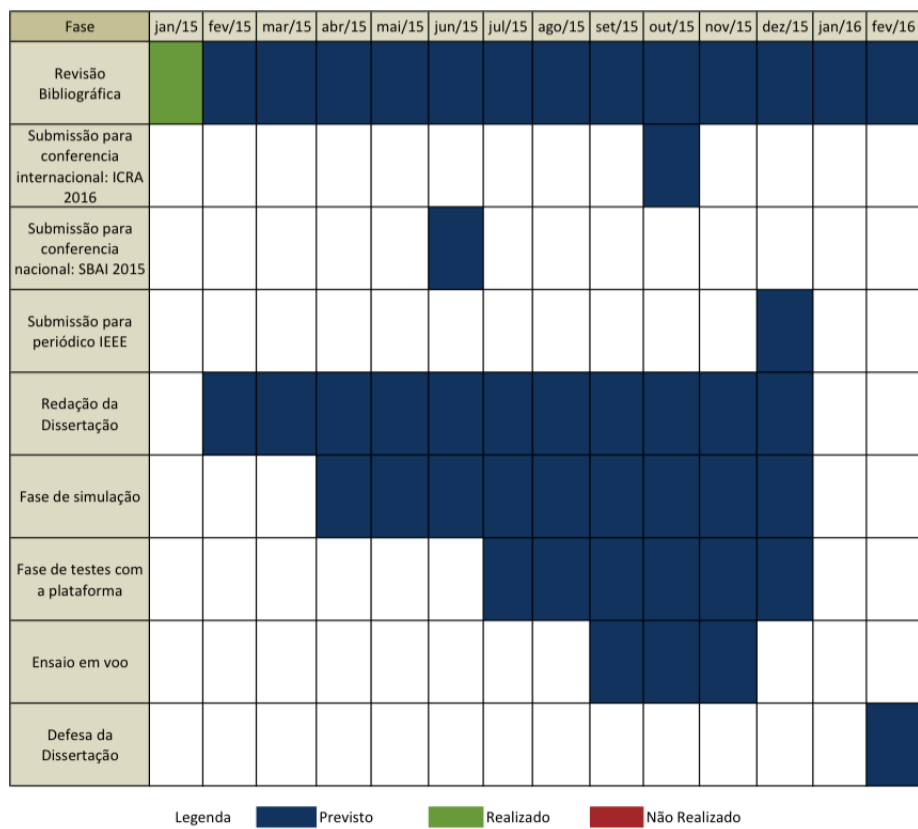 Fase jan/15 fev/15 mar/15 abr/15 mai/15 jun/15 jul/15 ago/15 set/15 out/15 nov/15 dez/15 jan/16 fev/16
Revisão
Bibliográfica
Submissão para
conferencia
internacional: ICRA
2016
Submissão para
conferencia
nacional: SBAI 2015
Submissão para
periódico IEEE
Redação da
Dissertação
Fase de simulação
Fase de testes com
a plataforma
Ensaio em voo
Defesa da
Dissertação
Legenda Previsto Realizado Não Realizado